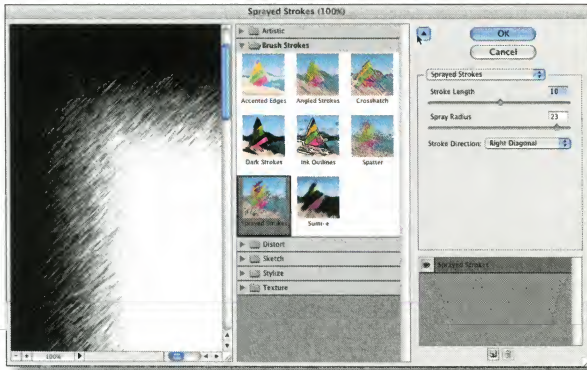 Sprayed Strokes (100%)
Artistic
Brush Strokes
Accented Edges
Angled Strokes
Crosshatch
Dark Strokes
Ink Outlines
Spatter
Sprayed Strokes
Sumi-e
Distort
Sketch
Stylize
Texture
100%
OK
Cancel
Sprayed Strokes
Stroke Length 10
Spray Radius 23
Stroke Direction: Right Diagonal
Sprayed Strokes